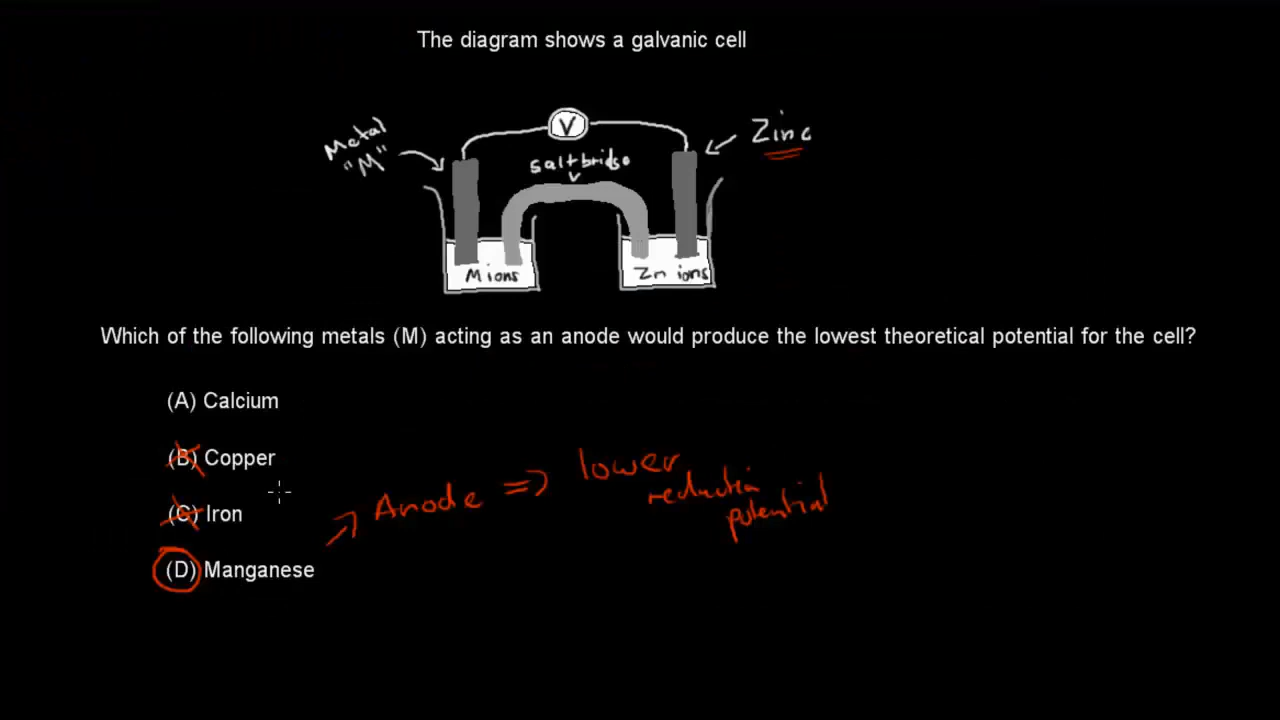 The diagram shows a galvanic cell
Metal
"M"
V
Zinc
salt bridge
M ions
Zn ions
Which of the following metals (M) acting as an anode would produce the lowest theoretical potential for the cell?
(A) Calcium
(B) Copper
(C) Iron
(D) Manganese
Anode => lower
reduction
potential